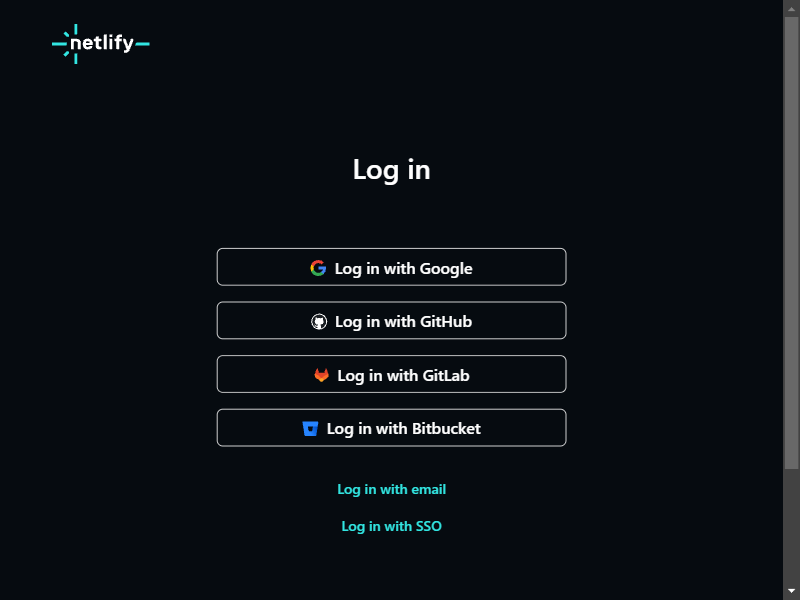 netlify
Log in
Log in with Google
Log in with GitHub
Log in with GitLab
Log in with Bitbucket
Log in with email
Log in with SSO